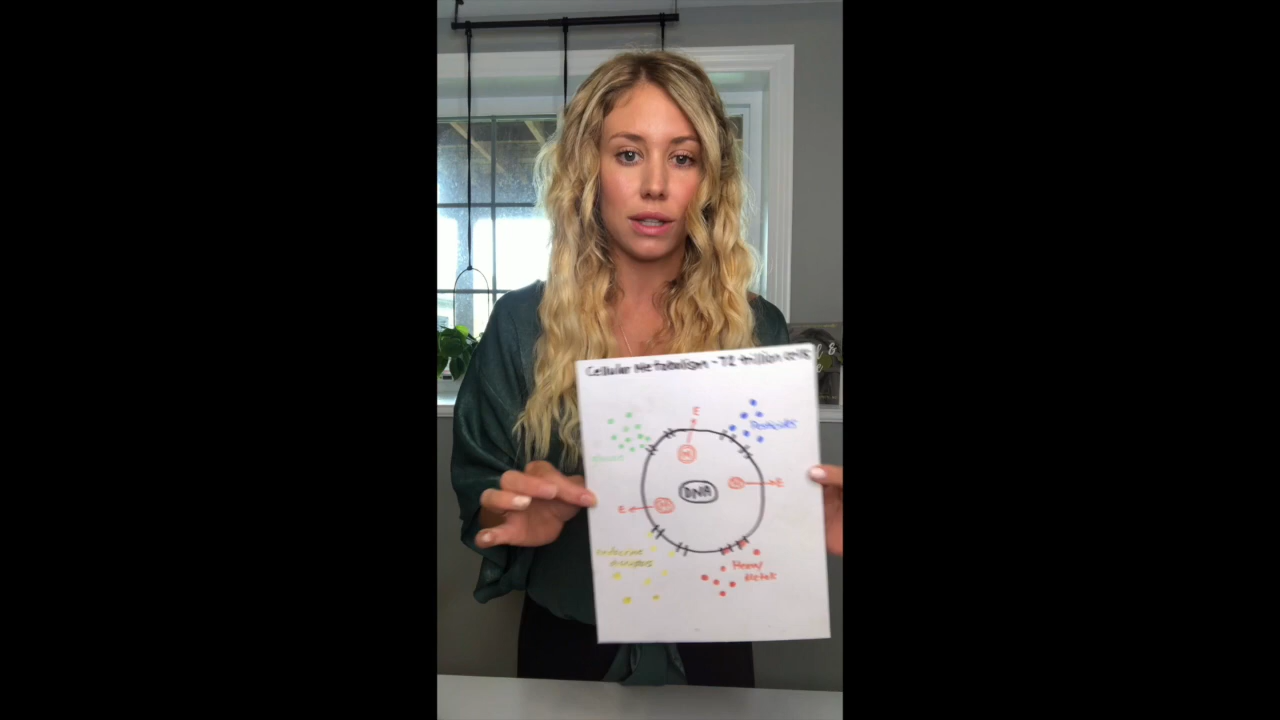 Cellular Metabolism - 72 trillion cells
E
Pesticides
M
DNA
M
E
E
M
Endocrine
disruptors
Heavy
Metals
&